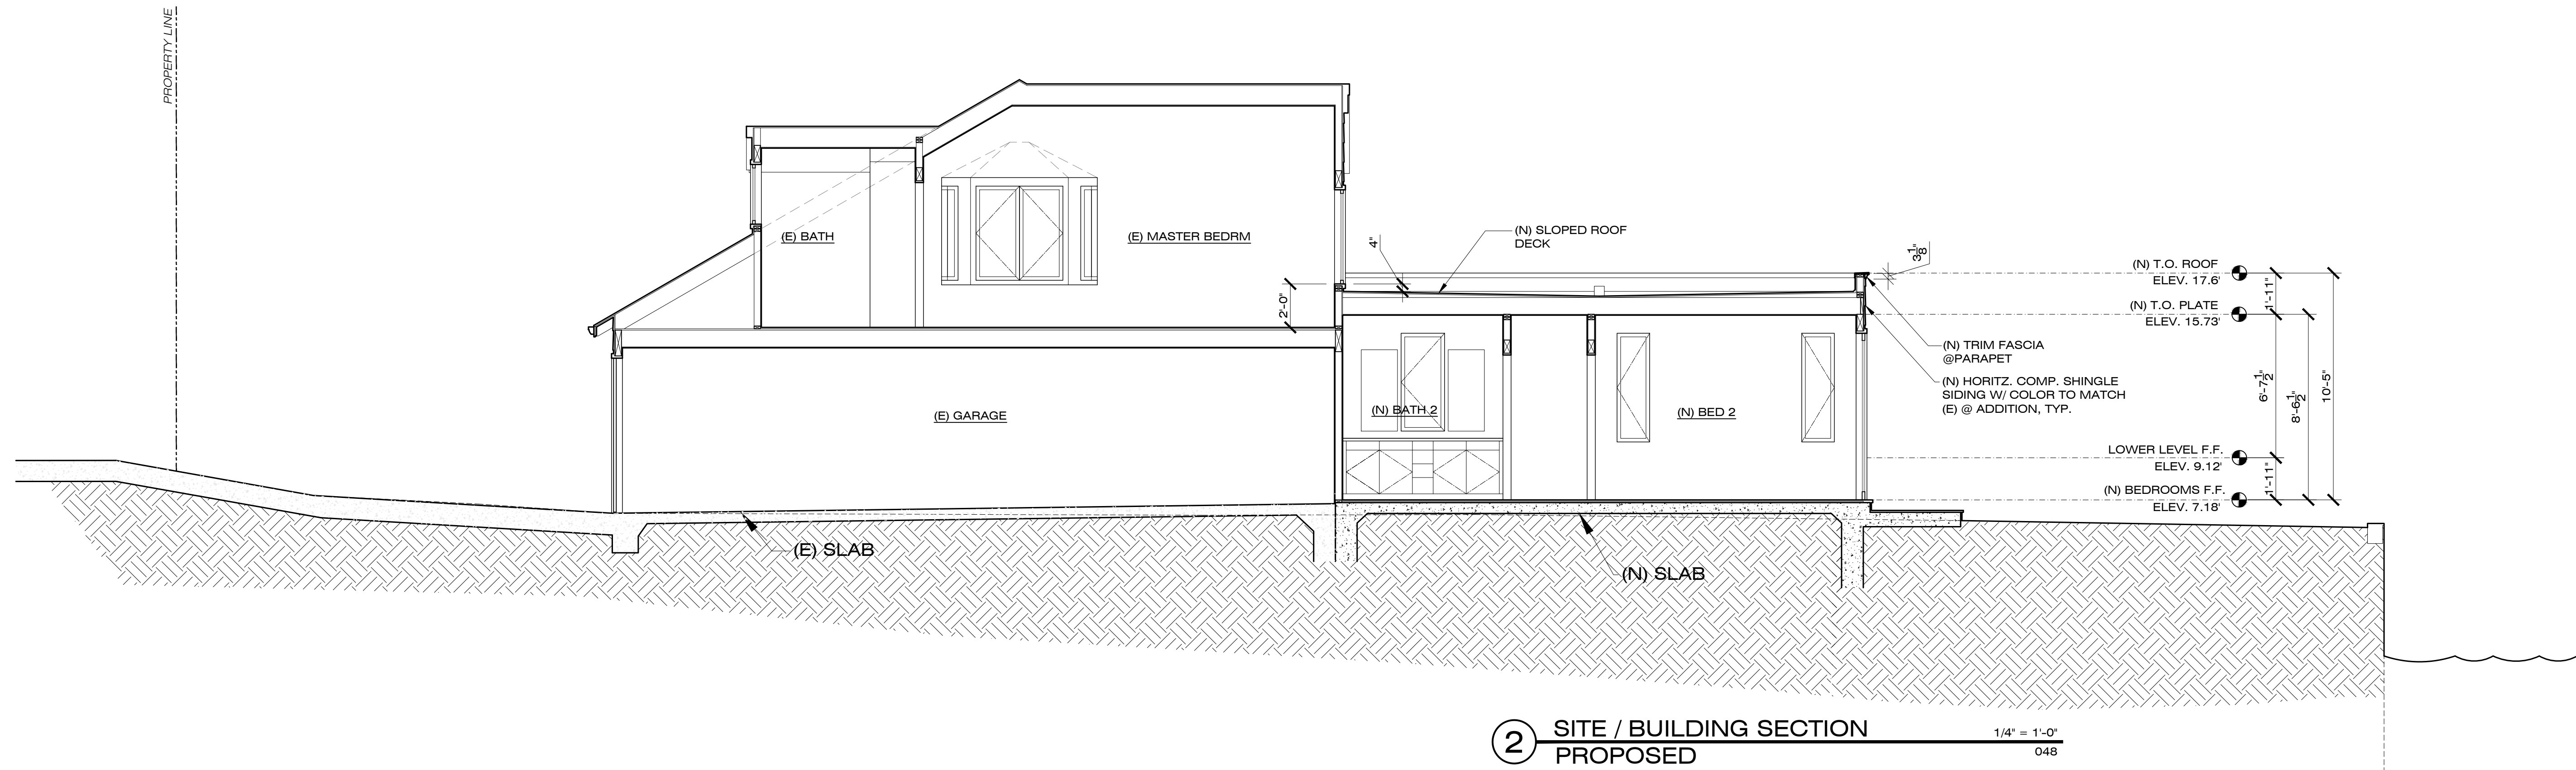 PROPERTY LINE
(E) BATH
(E) MASTER BEDRM
(N) SLOPED ROOF
DECK
4"
3 1/8"
2'-0"
(N) T.O. ROOF
ELEV. 17.6'
(N) T.O. PLATE
ELEV. 15.73'
1'-11"
(N) TRIM FASCIA
@PARAPET
(N) HORITZ. COMP. SHINGLE
SIDING W/ COLOR TO MATCH
(E) @ ADDITION, TYP.
6'-7 1/2"
8'-6 1/2"
10'-5"
(E) GARAGE
(N) BATH 2
(N) BED 2
LOWER LEVEL F.F.
ELEV. 9.12'
1'-11"
(N) BEDROOMS F.F.
ELEV. 7.18'
(E) SLAB
(N) SLAB
2
SITE / BUILDING SECTION
PROPOSED
1/4" = 1'-0"
048